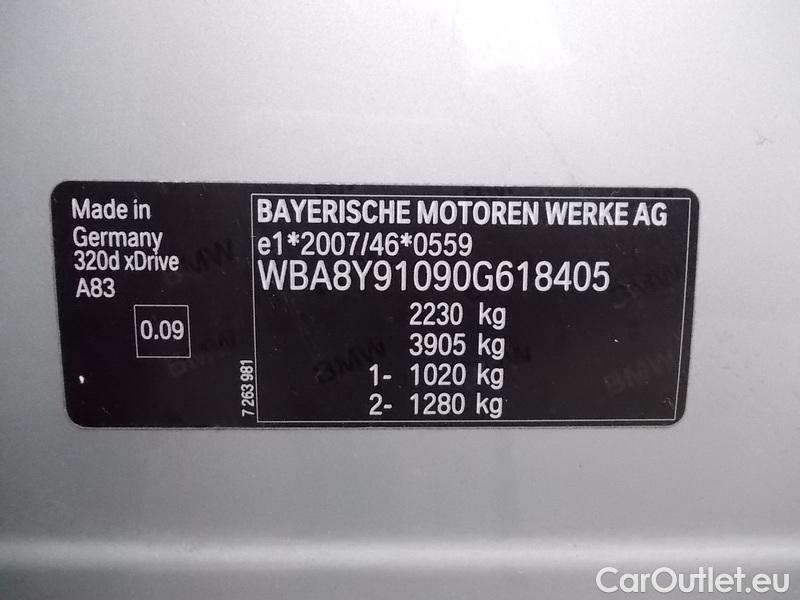 Made in
Germany
320d xDrive
A83
0.09
7 263 981
BAYERISCHE MOTOREN WERKE AG
e1*2007/46*0559
WBA8Y91090G618405
2230 kg
3905 kg
1- 1020 kg
2- 1280 kg
CarOutlet.eu